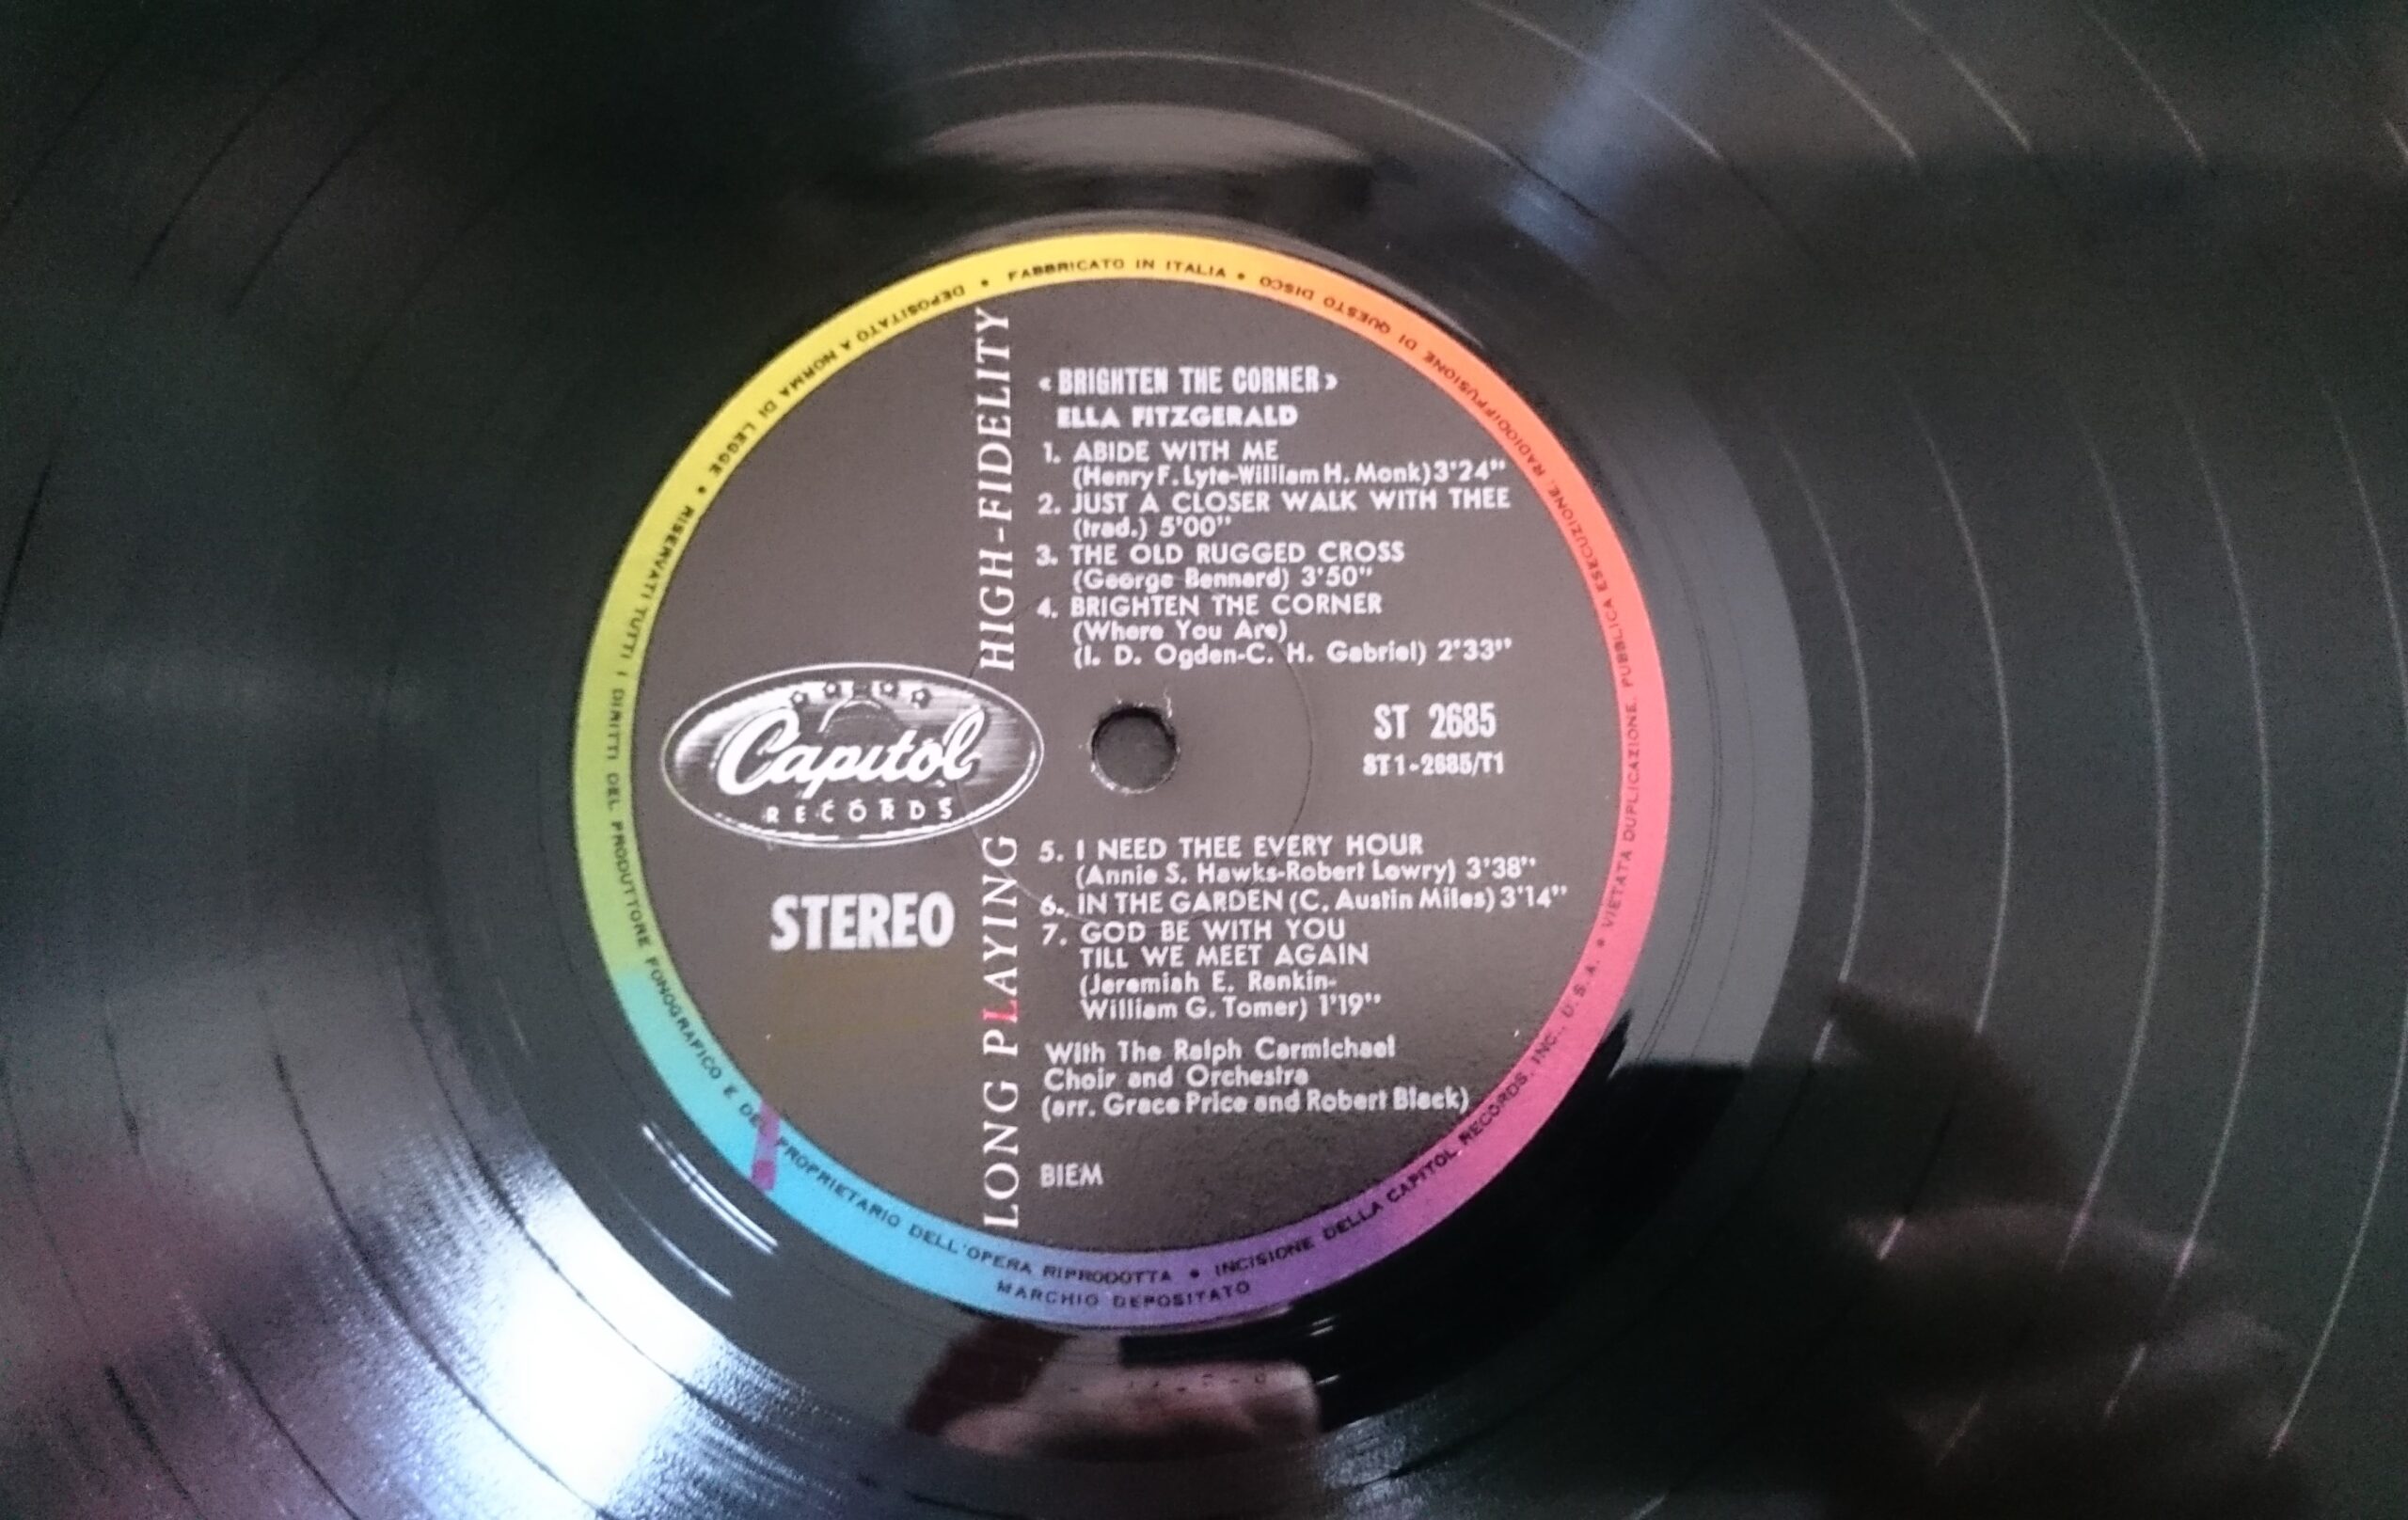 « BRIGHTEN THE CORNER »
ELLA FITZGERALD
1. ABIDE WITH ME
(Henry F. Lyte-William H. Monk) 3'24"
2. JUST A CLOSER WALK WITH THEE
(trad.) 5'00"
3. THE OLD RUGGED CROSS
(George Bennard) 3'50"
4. BRIGHTEN THE CORNER
(Where You Are)
(I. D. Ogden-C. H. Gabriel) 2'33"
ST 2685
ST1-2685/T1
Capitol
RECORDS
STEREO
LONG PLAYING HIGH-FIDELITY
5. I NEED THEE EVERY HOUR
(Annie S. Hawks-Robert Lowry) 3'38"
6. IN THE GARDEN (C. Austin Miles) 3'14"
7. GOD BE WITH YOU
TILL WE MEET AGAIN
(Jeremiah E. Rankin-
William G. Tomer) 1'19"
With The Ralph Carmichael
Choir and Orchestra
(arr. Grace Price and Robert Black)
BIEM
FABBRICATO IN ITALIA •
RISERVATI TUTTI I DIRITTI DEL PRODUTTORE FONOGRAFICO E DEL PROPRIETARIO DELL'OPERA RIPRODOTTA • INCISIONE DELLA CAPITOL RECORDS, INC., U.S.A. • VIETATA DUPLICAZIONE, PUBBLICA ESECUZIONE, RADIODIFFUSIONE DI QUESTO DISCO •
MARCHIO DEPOSITATO
DEPOSITATO A NORMA DI LEGGE •